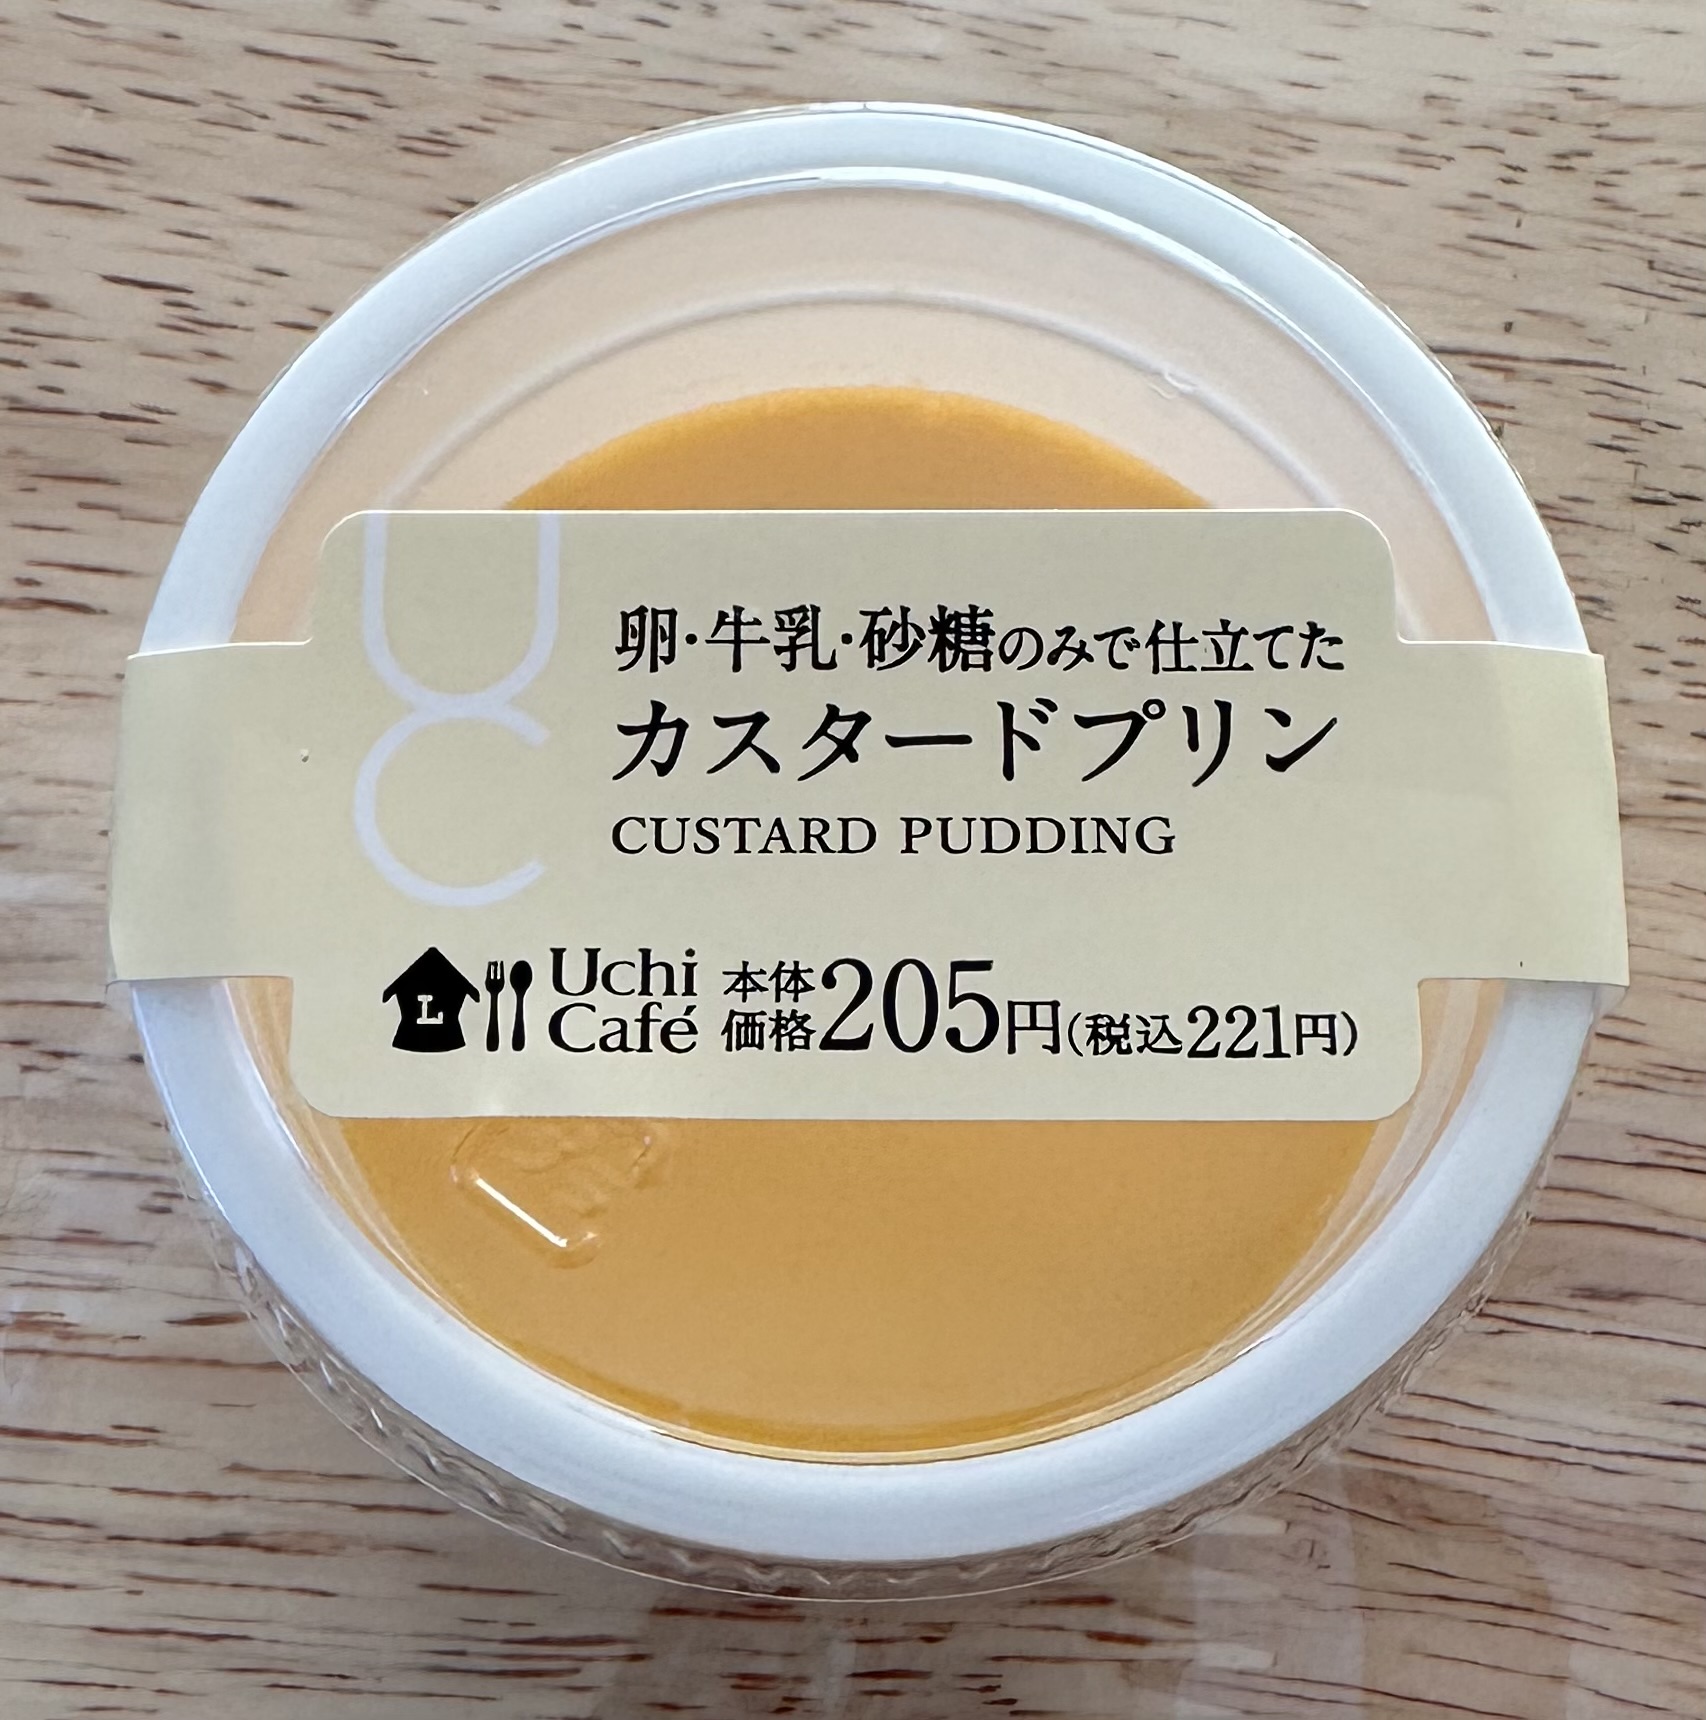 UC
卵・牛乳・砂糖のみで仕立てた
カスタードプリン
CUSTARD PUDDING
L
Uchi Café
本体価格205円(税込221円)